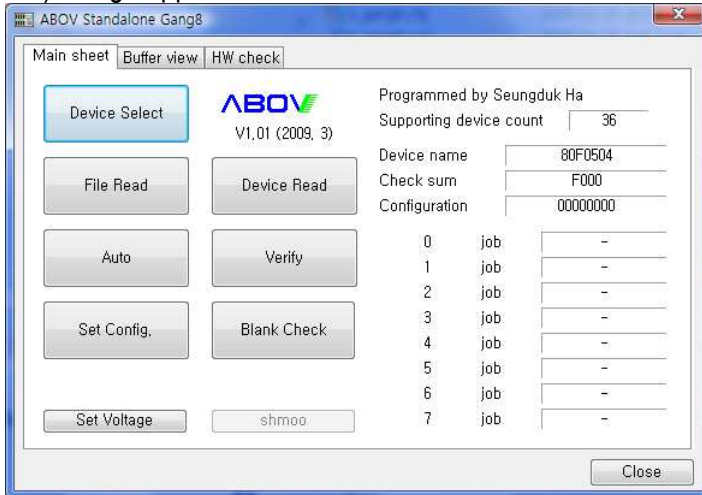 ABOV Standalone Gang8
Main sheet Buffer view HW check
Device Select
ABOV
V1.01 (2009. 3)
File Read
Device Read
Auto
Verify
Set Config.
Blank Check
Set Voltage
shmoo
Programmed by Seungduk Ha
Supporting device count 36
Device name 80F0504
Check sum F000
Configuration 00000000
0 job -
1 job -
2 job -
3 job -
4 job -
5 job -
6 job -
7 job -
Close